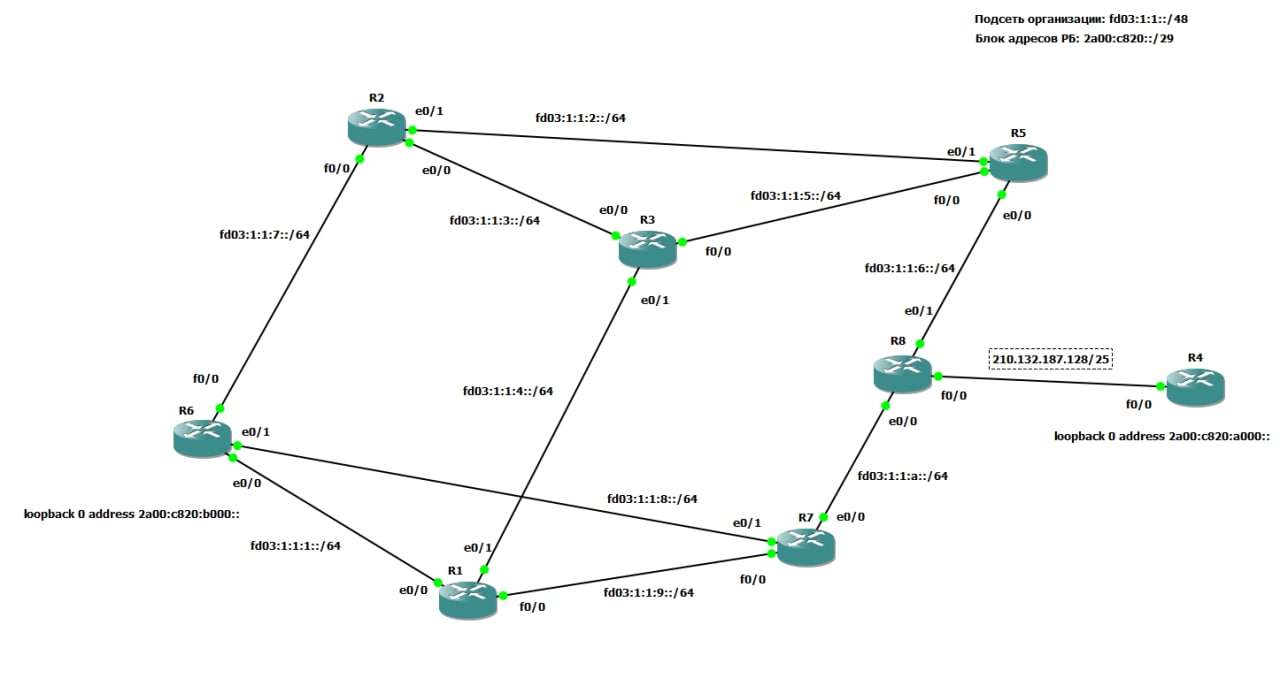 Подсеть организации: fd03:1:1::/48
Блок адресов РБ: 2a00:c820::/29
R2
e0/1
fd03:1:1:2::/64
R5
e0/1
f0/0
e0/0
fd03:1:1:5::/64
f0/0
e0/0
R3
fd03:1:1:3::/64
e0/0
fd03:1:1:7::/64
f0/0
e0/1
fd03:1:1:6::/64
e0/1
R8
210.132.187.128/25
R4
f0/0
f0/0
f0/0
fd03:1:1:4::/64
R6
e0/1
e0/0
loopback 0 address 2a00:c820:a000::
e0/0
fd03:1:1:a::/64
loopback 0 address 2a00:c820:b000::
fd03:1:1:8::/64
e0/1
R7
e0/0
fd03:1:1:1::/64
e0/1
R1
f0/0
e0/0
fd03:1:1:9::/64
f0/0